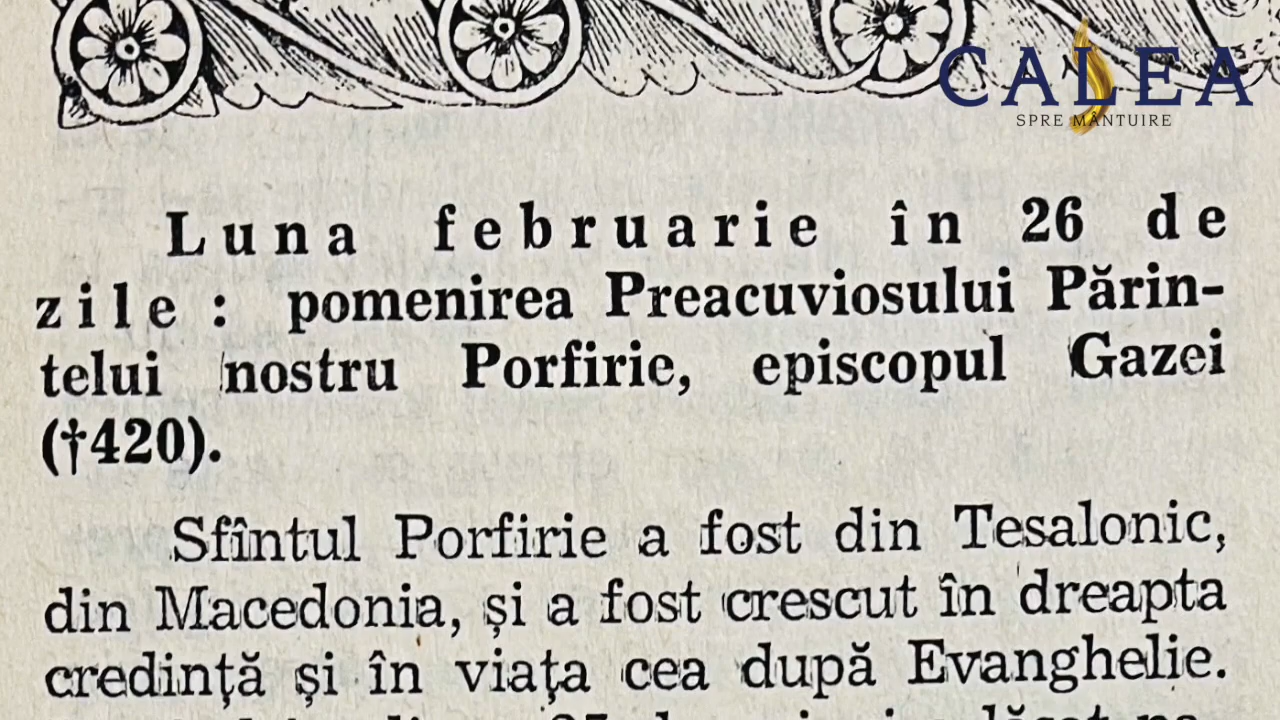 CALEA
SPRE MÂNTUIRE
Luna februarie în 26 de
zile : pomenirea Preacuviosului Părin-
telui nostru Porfirie, episcopul Gazei
(†420).
Sfîntul Porfirie a fost din Tesalonic,
din Macedonia, și a fost crescut în dreapta
credință și în viața cea după Evanghelie.